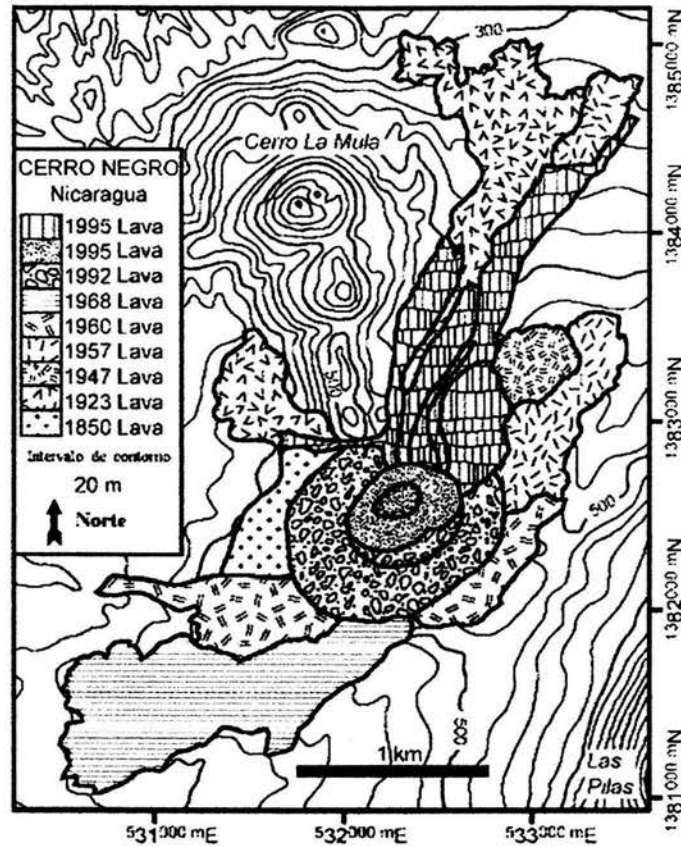 300
Cerro La Mula
CERRO NEGRO
Nicaragua
1995 Lava
1995 Lava
1992 Lava
1968 Lava
1960 Lava
1957 Lava
1947 Lava
1923 Lava
1850 Lava
Intervalo de contorno
20 m
Norte
500
500
500
1 km
Las
Pilas
1385000 mN
1384000 mN
1383000 mN
1382000 mN
1381000 mN
531000 mE
532000 mE
533000 mE